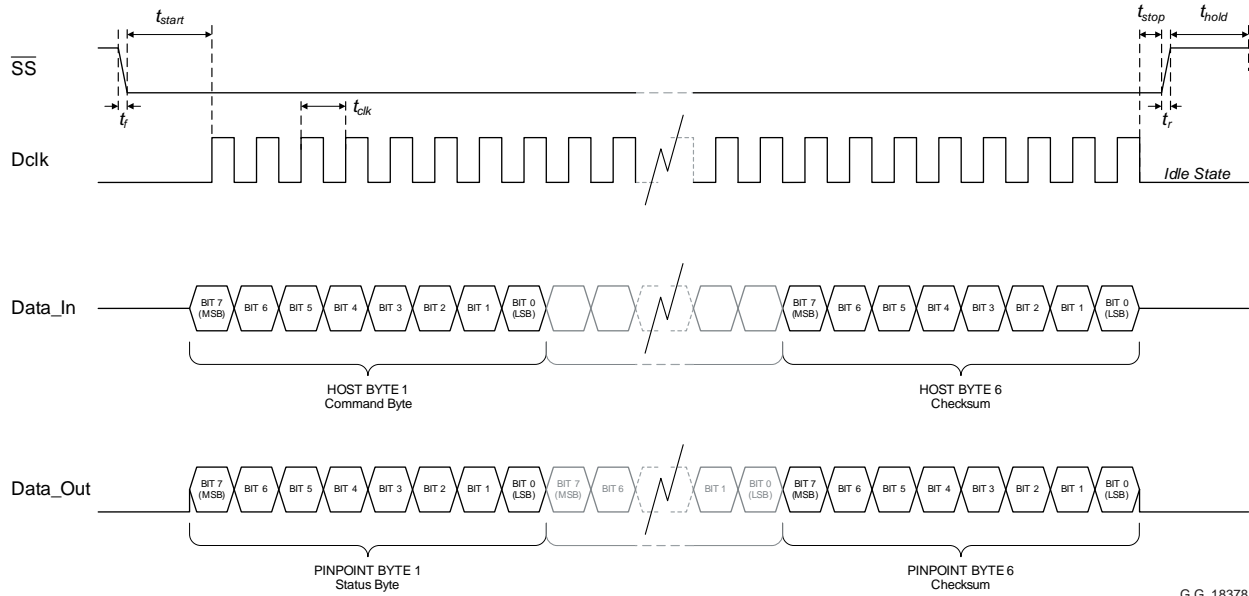 t_start
t_stop
t_hold
SS
t_f
t_clk
t_r
Dclk
Idle State
Data_In
BIT 7 (MSB) BIT 6 BIT 5 BIT 4 BIT 3 BIT 2 BIT 1 BIT 0 (LSB) BIT 7 (MSB) BIT 6 BIT 5 BIT 4 BIT 3 BIT 2 BIT 1 BIT 0 (LSB)
HOST BYTE 1
Command Byte
HOST BYTE 6
Checksum
Data_Out
BIT 7 (MSB) BIT 6 BIT 5 BIT 4 BIT 3 BIT 2 BIT 1 BIT 0 (LSB) BIT 7 (MSB) BIT 6 BIT 1 BIT 0 (LSB) BIT 7 (MSB) BIT 6 BIT 5 BIT 4 BIT 3 BIT 2 BIT 1 BIT 0 (LSB)
PINPOINT BYTE 1
Status Byte
PINPOINT BYTE 6
Checksum
G.G. 18378